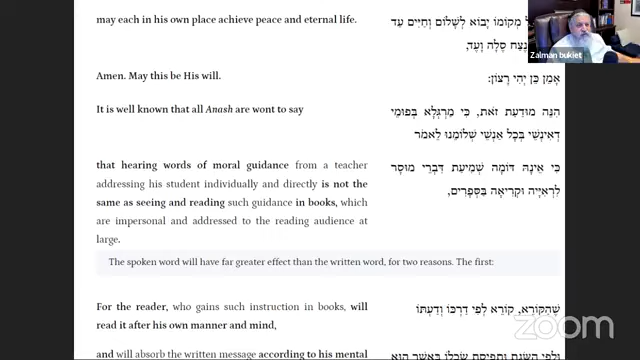 may each in his own place achieve peace and eternal life.
מְקוֹמוֹ יָבוֹא לְשָׁלוֹם וְחַיִּים עַד
נֶצַח סֶלָה וָעֶד,
Zalman bukiet
Amen. May this be His will.
אָמֵן כֵּן יְהִי רָצוֹן:
It is well known that all Anash are wont to say
הִנֵּה מוּדַעַת זֹאת, כִּי מַרְגְּלָא בְּפוּמֵי
דְאִינְשֵׁי בְּכָל אַנְשֵׁי שְׁלוֹמֵנוּ לֵאמֹר
that hearing words of moral guidance from a teacher
addressing his student individually and directly is not the
same as seeing and reading such guidance in books, which
are impersonal and addressed to the reading audience at
large.
כִּי אֵינָהּ דּוֹמָה שְׁמִיעַת דִּבְרֵי מוּסָר
לִרְאִיָּיה וּקְרִיאָה בַּסְּפָרִים,
The spoken word will have far greater effect than the written word, for two reasons. The first:
For the reader, who gains such instruction in books, will
read it after his own manner and mind,
שֶׁהַקּוֹרֵא, קוֹרֵא לְפִי דַרְכּוֹ וְדַעְתּוֹ
zoom
and will absorb the written message according to his mental
וּלְפִי הַשָּׂגַת וּתְפִיסַת שִׂכְלוֹ בַּאֲשֶׁר הוּא